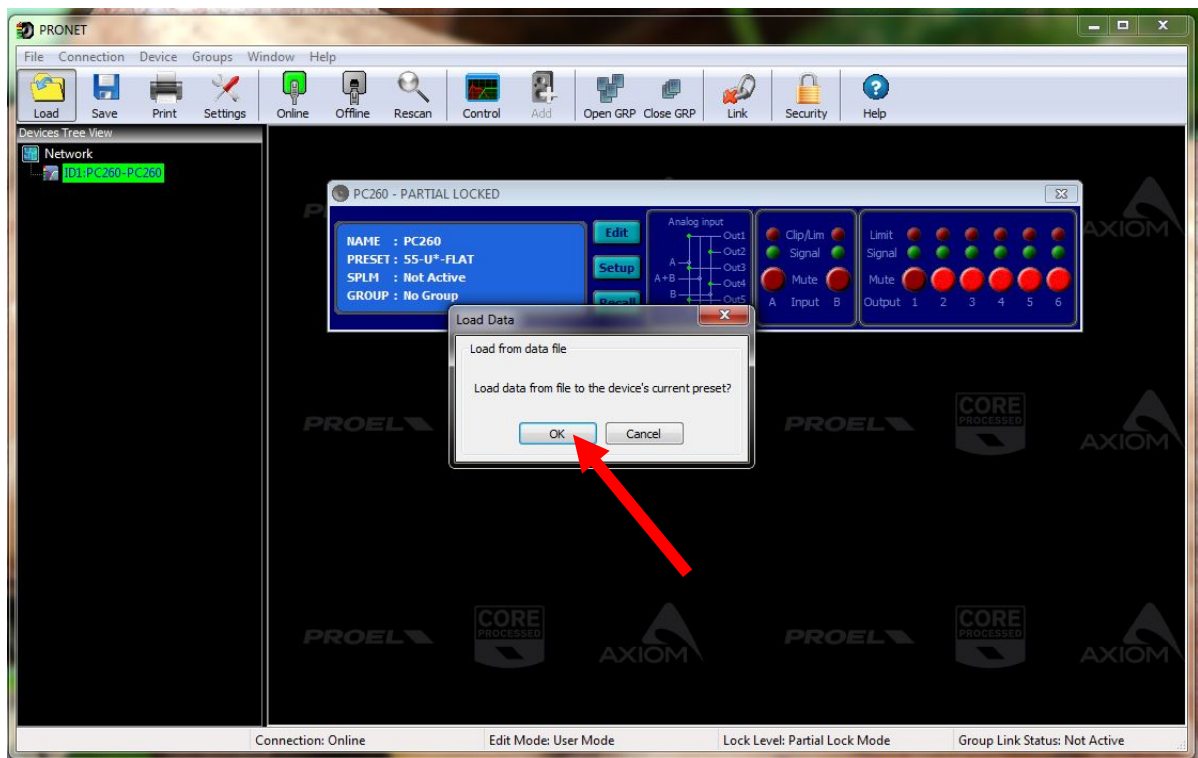 PRONET
File Connection Device Groups Window Help
Load Save Print Settings Online Offline Rescan Control Add Open GRP Close GRP Link Security Help
Devices Tree View
Network
ID1:PC260-PC260
PC260 - PARTIAL LOCKED
NAME : PC260
PRESET : 55-U*-FLAT
SPLM : Not Active
GROUP : No Group
Edit
Setup
Recall
Analog input
A
A+B
B
Out1
Out2
Out3
Out4
Out5
Clip/Lim
Signal
Mute
A Input B
Limit
Signal
Mute
Output 1 2 3 4 5 6
AXIOM
Load Data
Load from data file
Load data from file to the device's current preset?
OK Cancel
PROEL PROEL CORE PROCESSED AXIOM
PROEL CORE PROCESSED AXIOM PROEL CORE PROCESSED AXIOM
Connection: Online Edit Mode: User Mode Lock Level: Partial Lock Mode Group Link Status: Not Active